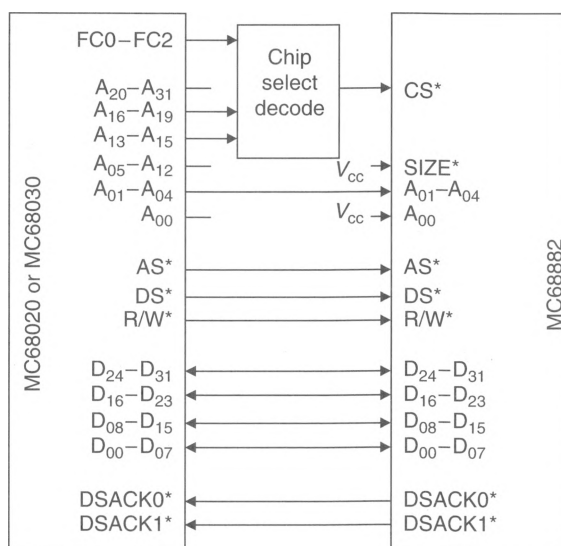 FC0–FC2
Chip
select
decode
A₂₀–A₃₁
CS*
A₁₆–A₁₉
A₁₃–A₁₅
A₀₅–A₁₂
Vcc
SIZE*
A₀₁–A₀₄
A₀₁–A₀₄
A₀₀
Vcc
A₀₀
MC68020 or MC68030
MC68882
AS*
AS*
DS*
DS*
R/W*
R/W*
D₂₄–D₃₁
D₂₄–D₃₁
D₁₆–D₂₃
D₁₆–D₂₃
D₀₈–D₁₅
D₀₈–D₁₅
D₀₀–D₀₇
D₀₀–D₀₇
DSACK0*
DSACK0*
DSACK1*
DSACK1*